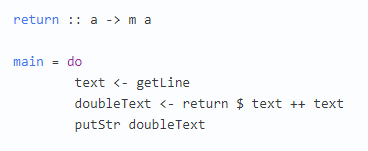 return :: a -> m a
main = do
text <- getLine
doubleText <- return $ text ++ text
putStr doubleText